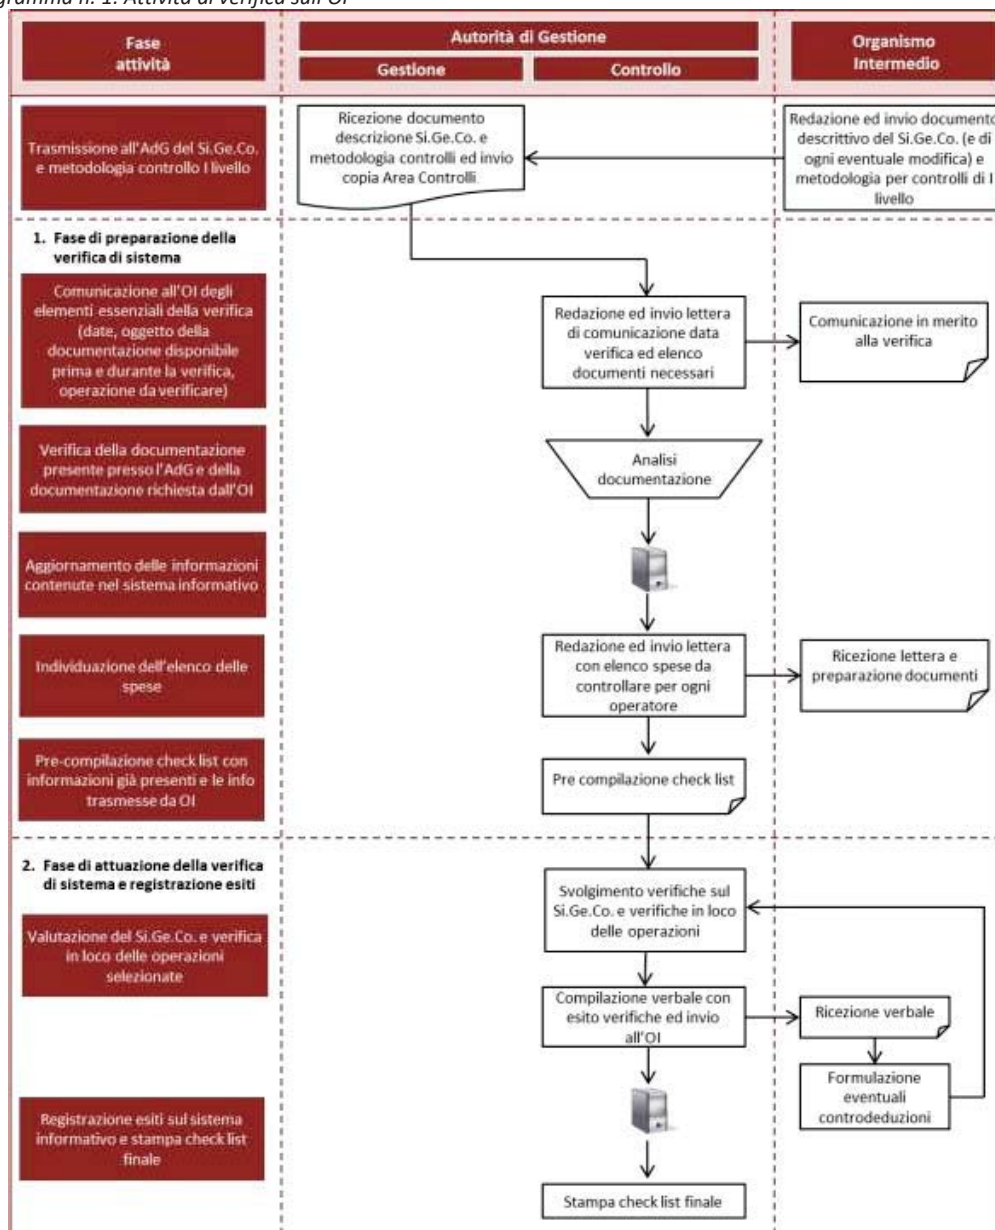 gramma n. 1: Attività di verifica sull'OI
Fase
attività
Autorità di Gestione
Gestione
Controllo
Organismo
Intermedio
Trasmissione all'AdG del Si.Ge.Co.
e metodologia controllo I livello
Ricezione documento
descrizione Si.Ge.Co. e
metodologia controlli ed invio
copia Area Controlli
Redazione ed invio documento
descrittivo del Si.Ge.Co. (e di
ogni eventuale modifica) e
metodologia per controlli di I
livello
1. Fase di preparazione della
verifica di sistema
Comunicazione all'OI degli
elementi essenziali della verifica
(date, oggetto della
documentazione disponibile
prima e durante la verifica,
operazione da verificare)
Redazione ed invio lettera
di comunicazione data
verifica ed elenco
documenti necessari
Comunicazione in merito
alla verifica
Verifica della documentazione
presente presso l'AdG e della
documentazione richiesta dall'OI
Analisi
documentazione
Aggiornamento delle informazioni
contenute nel sistema informativo
Individuazione dell'elenco delle
spese
Redazione ed invio lettera
con elenco spese da
controllare per ogni
operatore
Ricezione lettera e
preparazione documenti
Pre-compilazione check list con
informazioni già presenti e le info
trasmesse da OI
Pre compilazione check list
2. Fase di attuazione della verifica
di sistema e registrazione esiti
Svolgimento verifiche sul
Si.Ge.Co. e verifiche in loco
delle operazioni
Valutazione del Si.Ge.Co. e verifica
in loco delle operazioni
selezionate
Compilazione verbale con
esito verifiche ed invio
all'OI
Ricezione verbale
Formulazione
eventuali
controdeduzioni
Registrazione esiti sul sistema
informativo e stampa check list
finale
Stampa check list finale